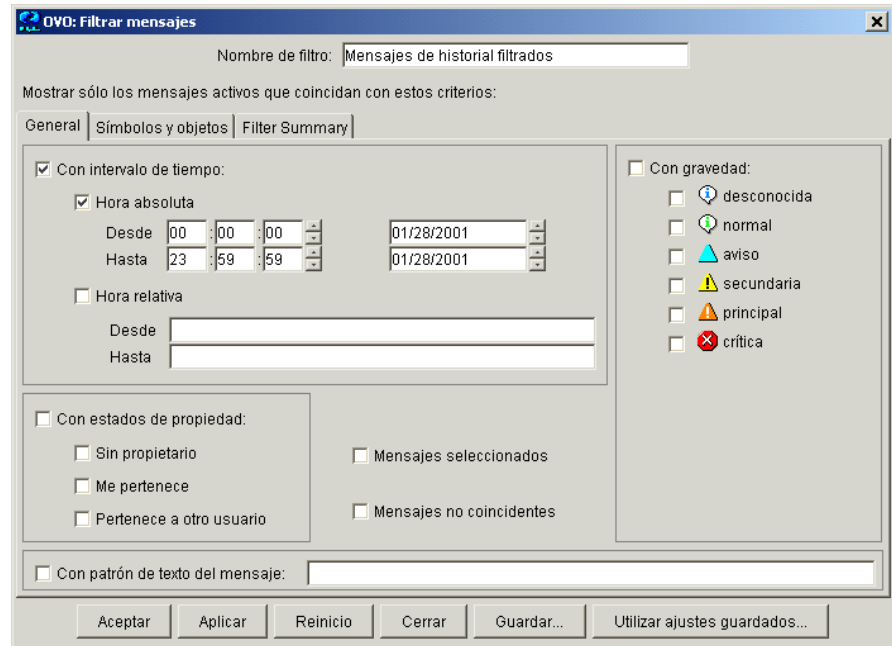 OVO: Filtrar mensajes
Nombre de filtro: Mensajes de historial filtrados
Mostrar sólo los mensajes activos que coincidan con estos criterios:
General Símbolos y objetos Filter Summary
Con intervalo de tiempo:
Hora absoluta
Desde 00 :00 :00 01/28/2001
Hasta 23 :59 :59 01/28/2001
Hora relativa
Desde
Hasta
Con gravedad:
desconocida
normal
aviso
secundaria
principal
crítica
Con estados de propiedad:
Sin propietario
Me pertenece
Pertenece a otro usuario
Mensajes seleccionados
Mensajes no coincidentes
Con patrón de texto del mensaje:
Aceptar Aplicar Reinicio Cerrar Guardar... Utilizar ajustes guardados...